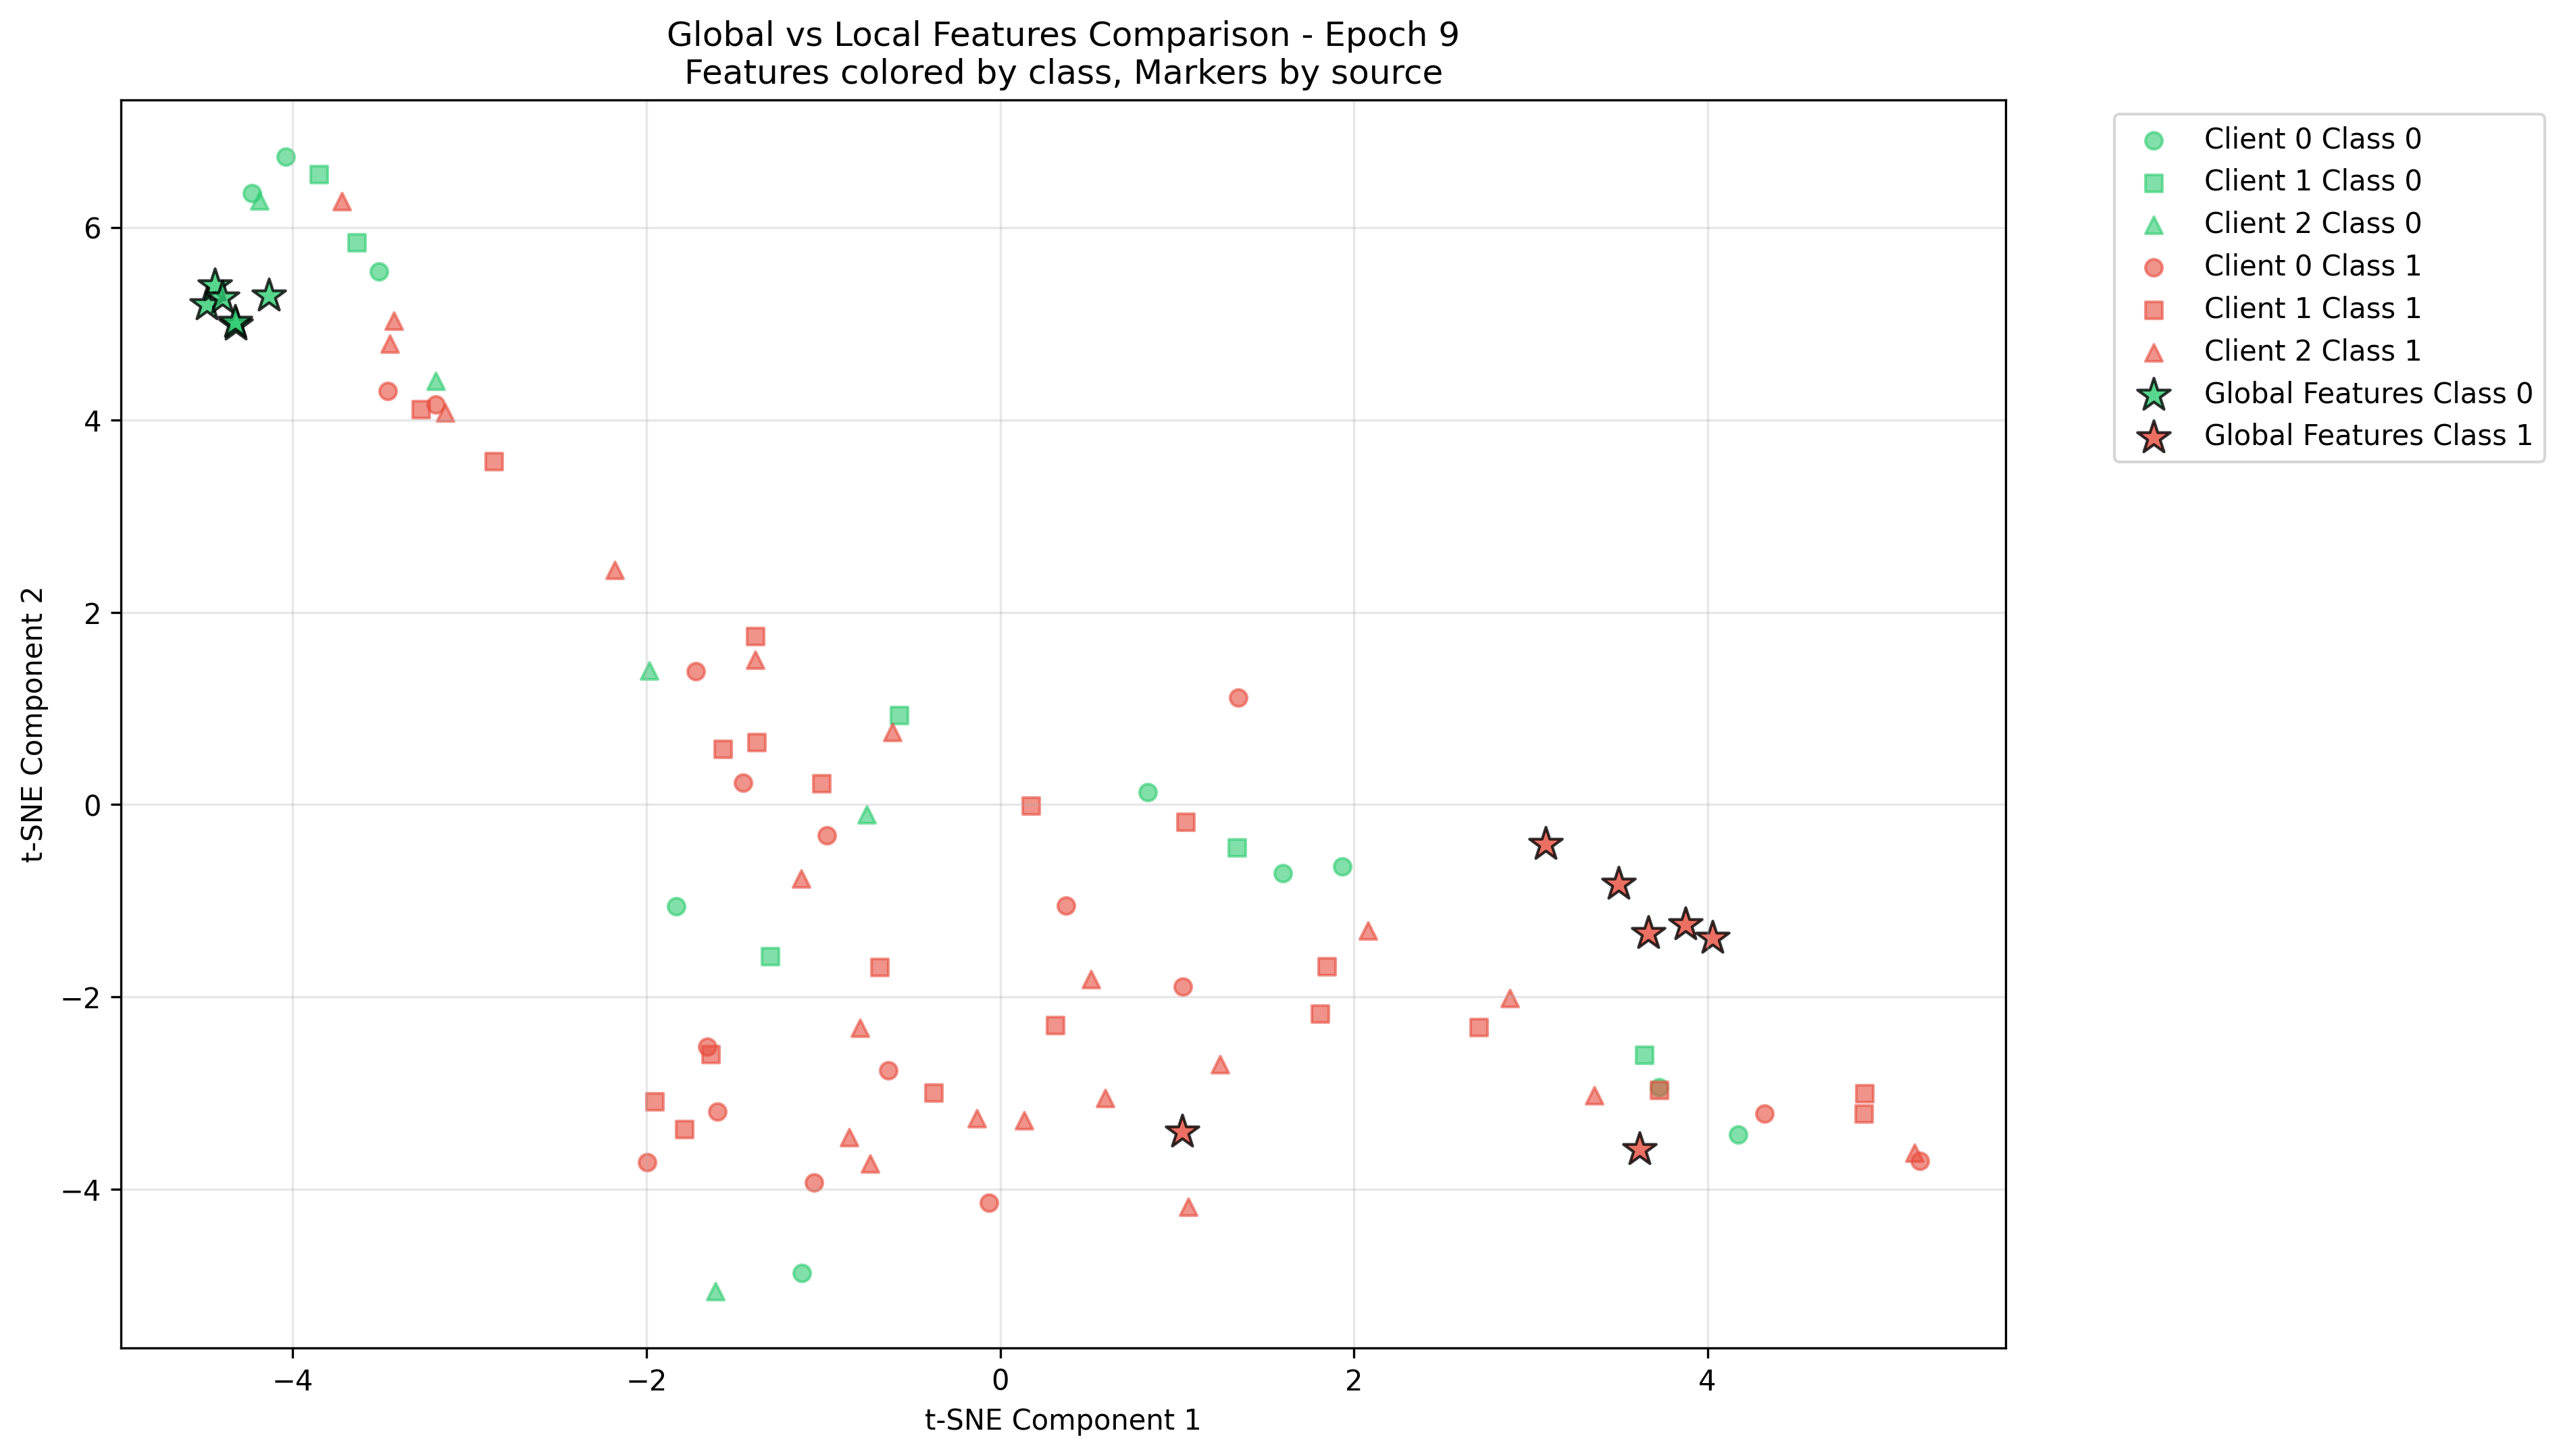 Global vs Local Features Comparison - Epoch 9
Features colored by class, Markers by source
Client 0 Class 0
Client 1 Class 0
Client 2 Class 0
Client 0 Class 1
Client 1 Class 1
Client 2 Class 1
Global Features Class 0
Global Features Class 1
t-SNE Component 2
6
4
2
0
−2
−4
−4
−2
0
2
4
t-SNE Component 1